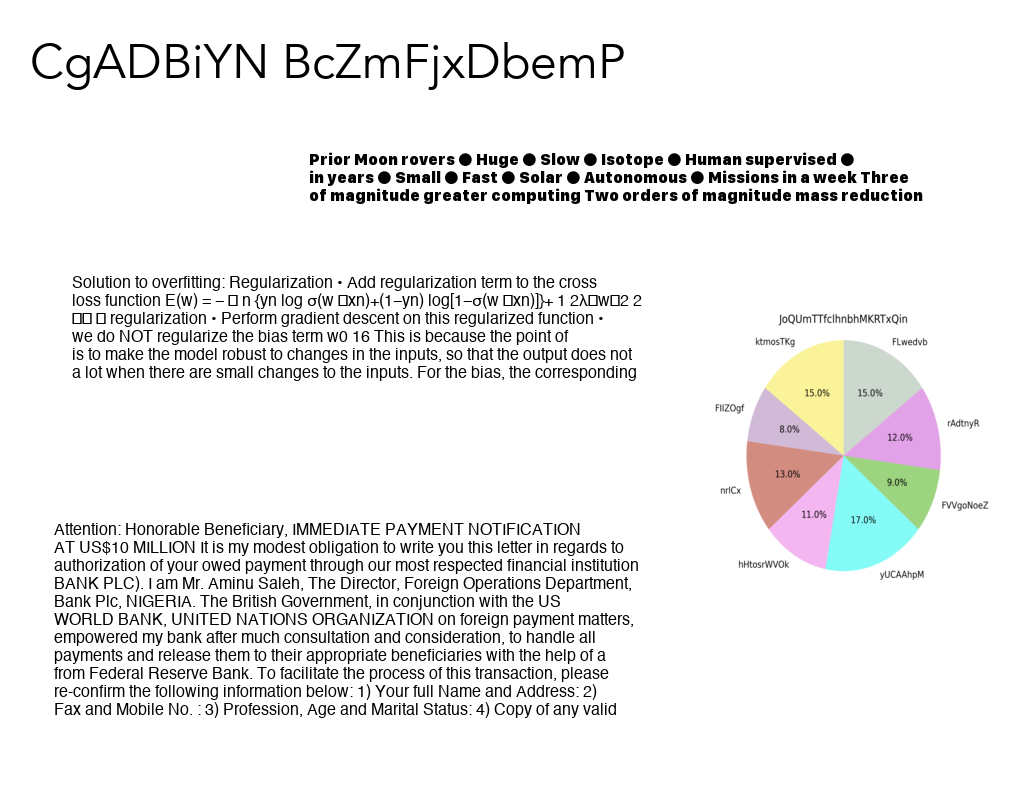 CgADBiYN BcZmFjxDbemP
Prior Moon rovers ● Huge ● Slow ● Isotope ● Human supervised ●
in years ● Small ● Fast ● Solar ● Autonomous ● Missions in a week Three
of magnitude greater computing Two orders of magnitude mass reduction
Solution to overfitting: Regularization • Add regularization term to the cross
loss function E(w) = – □ n {yn log σ(w □xn)+(1–yn) log[1–σ(w □xn)]}+ 1 2λ□w□2 2
□□ □ regularization • Perform gradient descent on this regularized function •
we do NOT regularize the bias term w0 16 This is because the point of
is to make the model robust to changes in the inputs, so that the output does not
a lot when there are small changes to the inputs. For the bias, the corresponding
JoQUmTTfclhnbhMKRTxQin
ktmosTKg
FLwedvb
15.0%
15.0%
FIIZOgf
8.0%
12.0%
rAdtnyR
nrlCx
13.0%
9.0%
FVVgoNoeZ
11.0%
17.0%
hHtosrWVOk
yUCAAhpM
Attention: Honorable Beneficiary, IMMEDIATE PAYMENT NOTIFICATION
AT US$10 MILLION It is my modest obligation to write you this letter in regards to
authorization of your owed payment through our most respected financial institution
BANK PLC). I am Mr. Aminu Saleh, The Director, Foreign Operations Department,
Bank Plc, NIGERIA. The British Government, in conjunction with the US
WORLD BANK, UNITED NATIONS ORGANIZATION on foreign payment matters,
empowered my bank after much consultation and consideration, to handle all
payments and release them to their appropriate beneficiaries with the help of a
from Federal Reserve Bank. To facilitate the process of this transaction, please
re-confirm the following information below: 1) Your full Name and Address: 2)
Fax and Mobile No. : 3) Profession, Age and Marital Status: 4) Copy of any valid